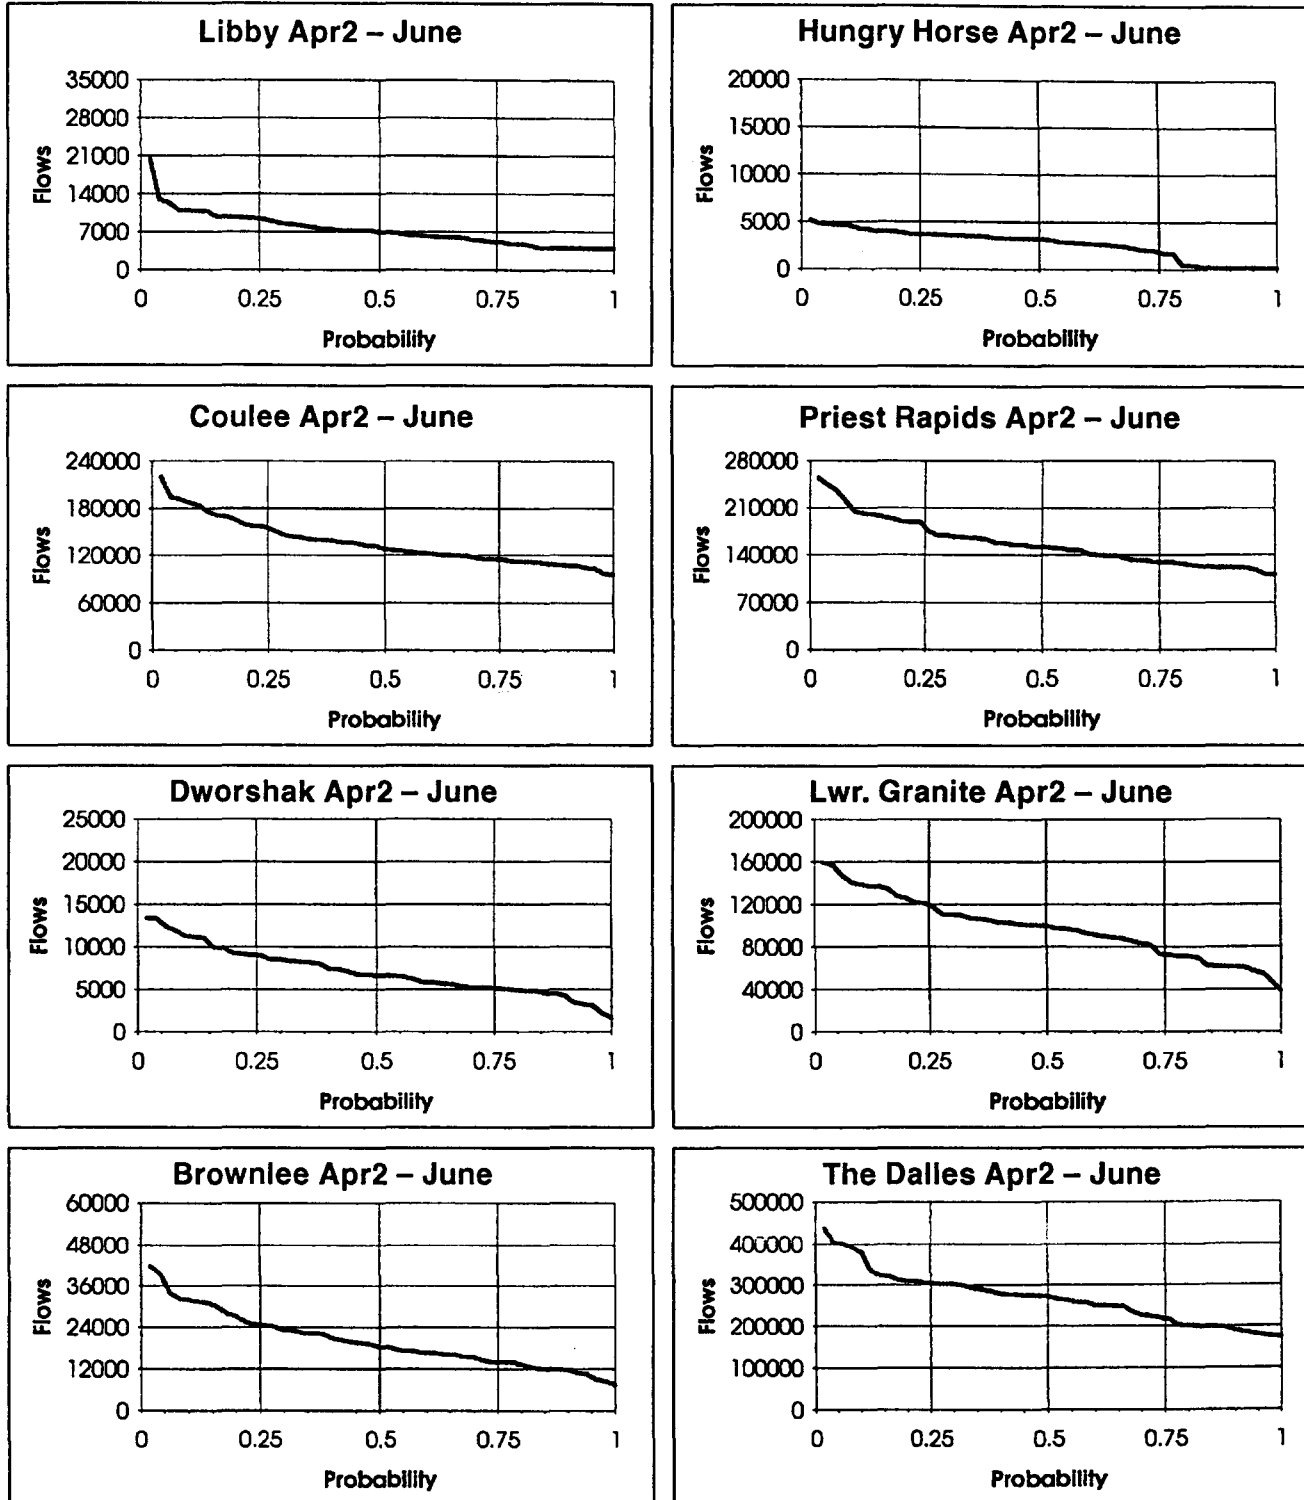 Libby Apr2 – June
35000
28000
21000
14000
7000
0
Flows
0 0.25 0.5 0.75 1
Probability
Hungry Horse Apr2 – June
20000
15000
10000
5000
0
Flows
0 0.25 0.5 0.75 1
Probability
Coulee Apr2 – June
240000
180000
120000
60000
0
Flows
0 0.25 0.5 0.75 1
Probability
Priest Rapids Apr2 – June
280000
210000
140000
70000
0
Flows
0 0.25 0.5 0.75 1
Probability
Dworshak Apr2 – June
25000
20000
15000
10000
5000
0
Flows
0 0.25 0.5 0.75 1
Probability
Lwr. Granite Apr2 – June
200000
160000
120000
80000
40000
0
Flows
0 0.25 0.5 0.75 1
Probability
Brownlee Apr2 – June
60000
48000
36000
24000
12000
0
Flows
0 0.25 0.5 0.75 1
Probability
The Dalles Apr2 – June
500000
400000
300000
200000
100000
0
Flows
0 0.25 0.5 0.75 1
Probability